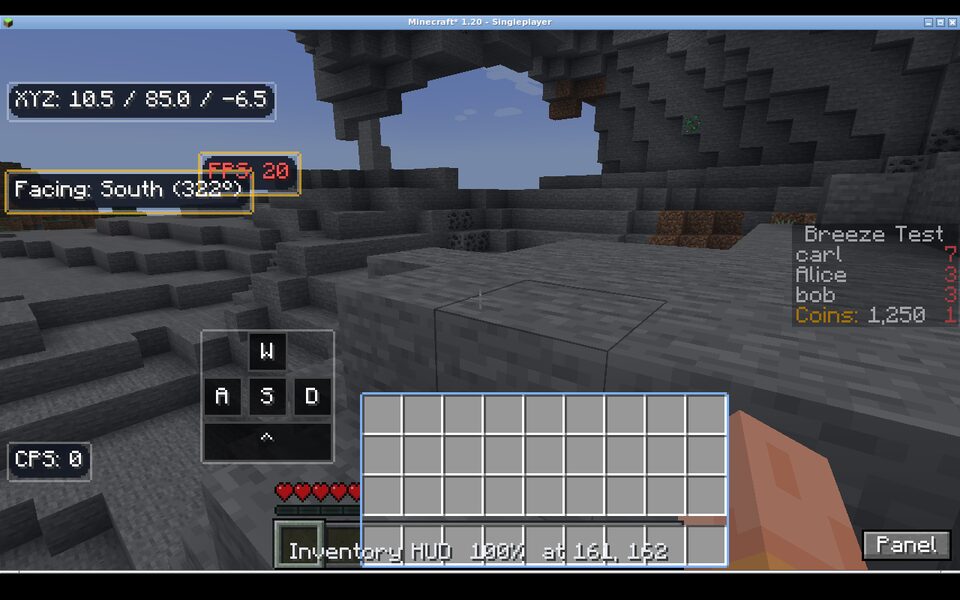 Minecraft* 1.20 - Singleplayer
XYZ: 10.5 / 85.0 / -6.5
FPS: 20
Facing: South (322°)
Breeze Test
carl 7
Alice 3
bob 3
Coins: 1,250 1
W
A S D
^
CPS: 0
Inventory HUD 100% at 161, 162
Panel